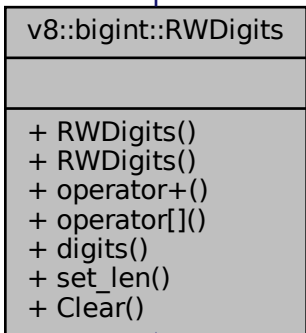 v8::bigint::RWDigits
+ RWDigits()
+ RWDigits()
+ operator+()
+ operator[]()
+ digits()
+ set_len()
+ Clear()